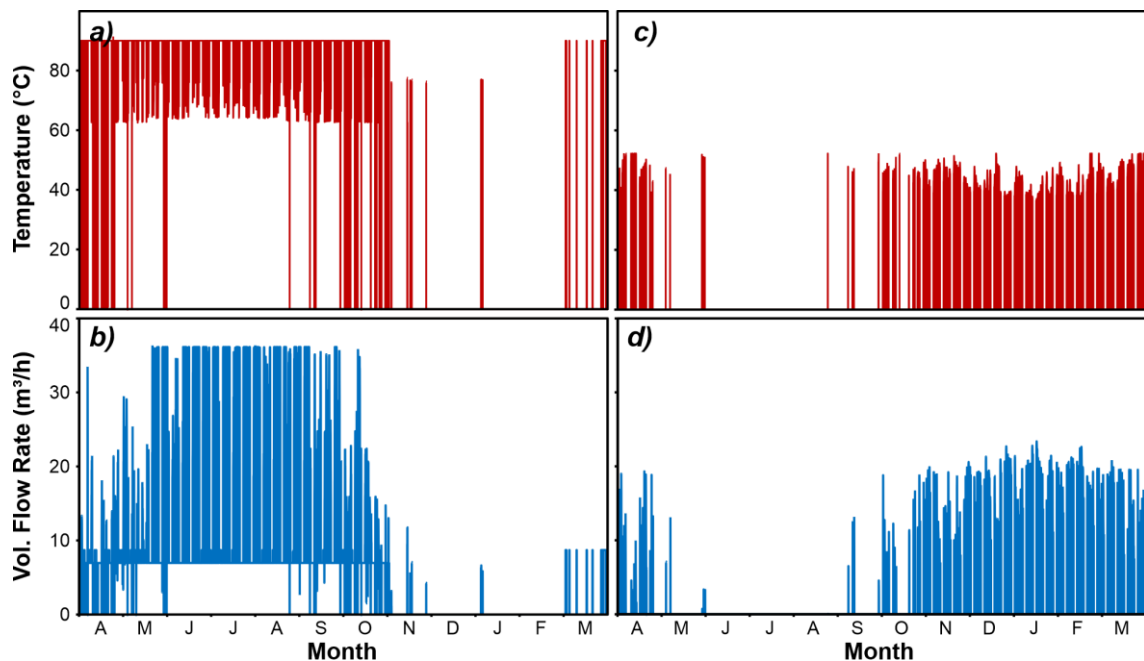 a)
c)
Temperature (°C)
80
60
40
20
0
b)
d)
Vol. Flow Rate (m³/h)
40
30
20
10
0
A M J J A S O N D J F M
A M J J A S O N D J F M
Month
Month